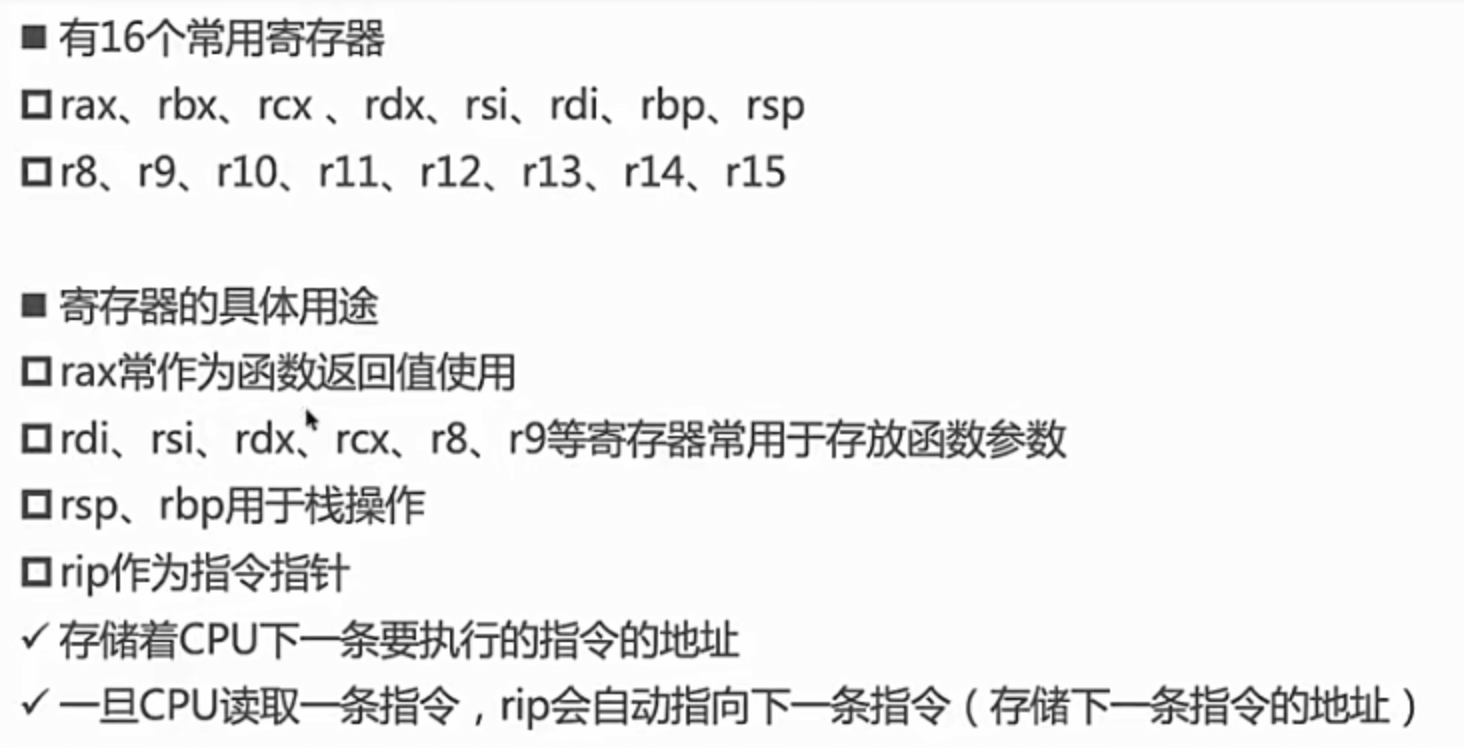 ■ 有16个常用寄存器
□ rax、rbx、rcx 、rdx、rsi、rdi、rbp、rsp
□ r8、r9、r10、r11、r12、r13、r14、r15
■ 寄存器的具体用途
□ rax常作为函数返回值使用
□ rdi、rsi、rdx、rcx、r8、r9等寄存器常用于存放函数参数
□ rsp、rbp用于栈操作
□ rip作为指令指针
✓ 存储着CPU下一条要执行的指令的地址
✓ 一旦CPU读取一条指令，rip会自动指向下一条指令（存储下一条指令的地址）